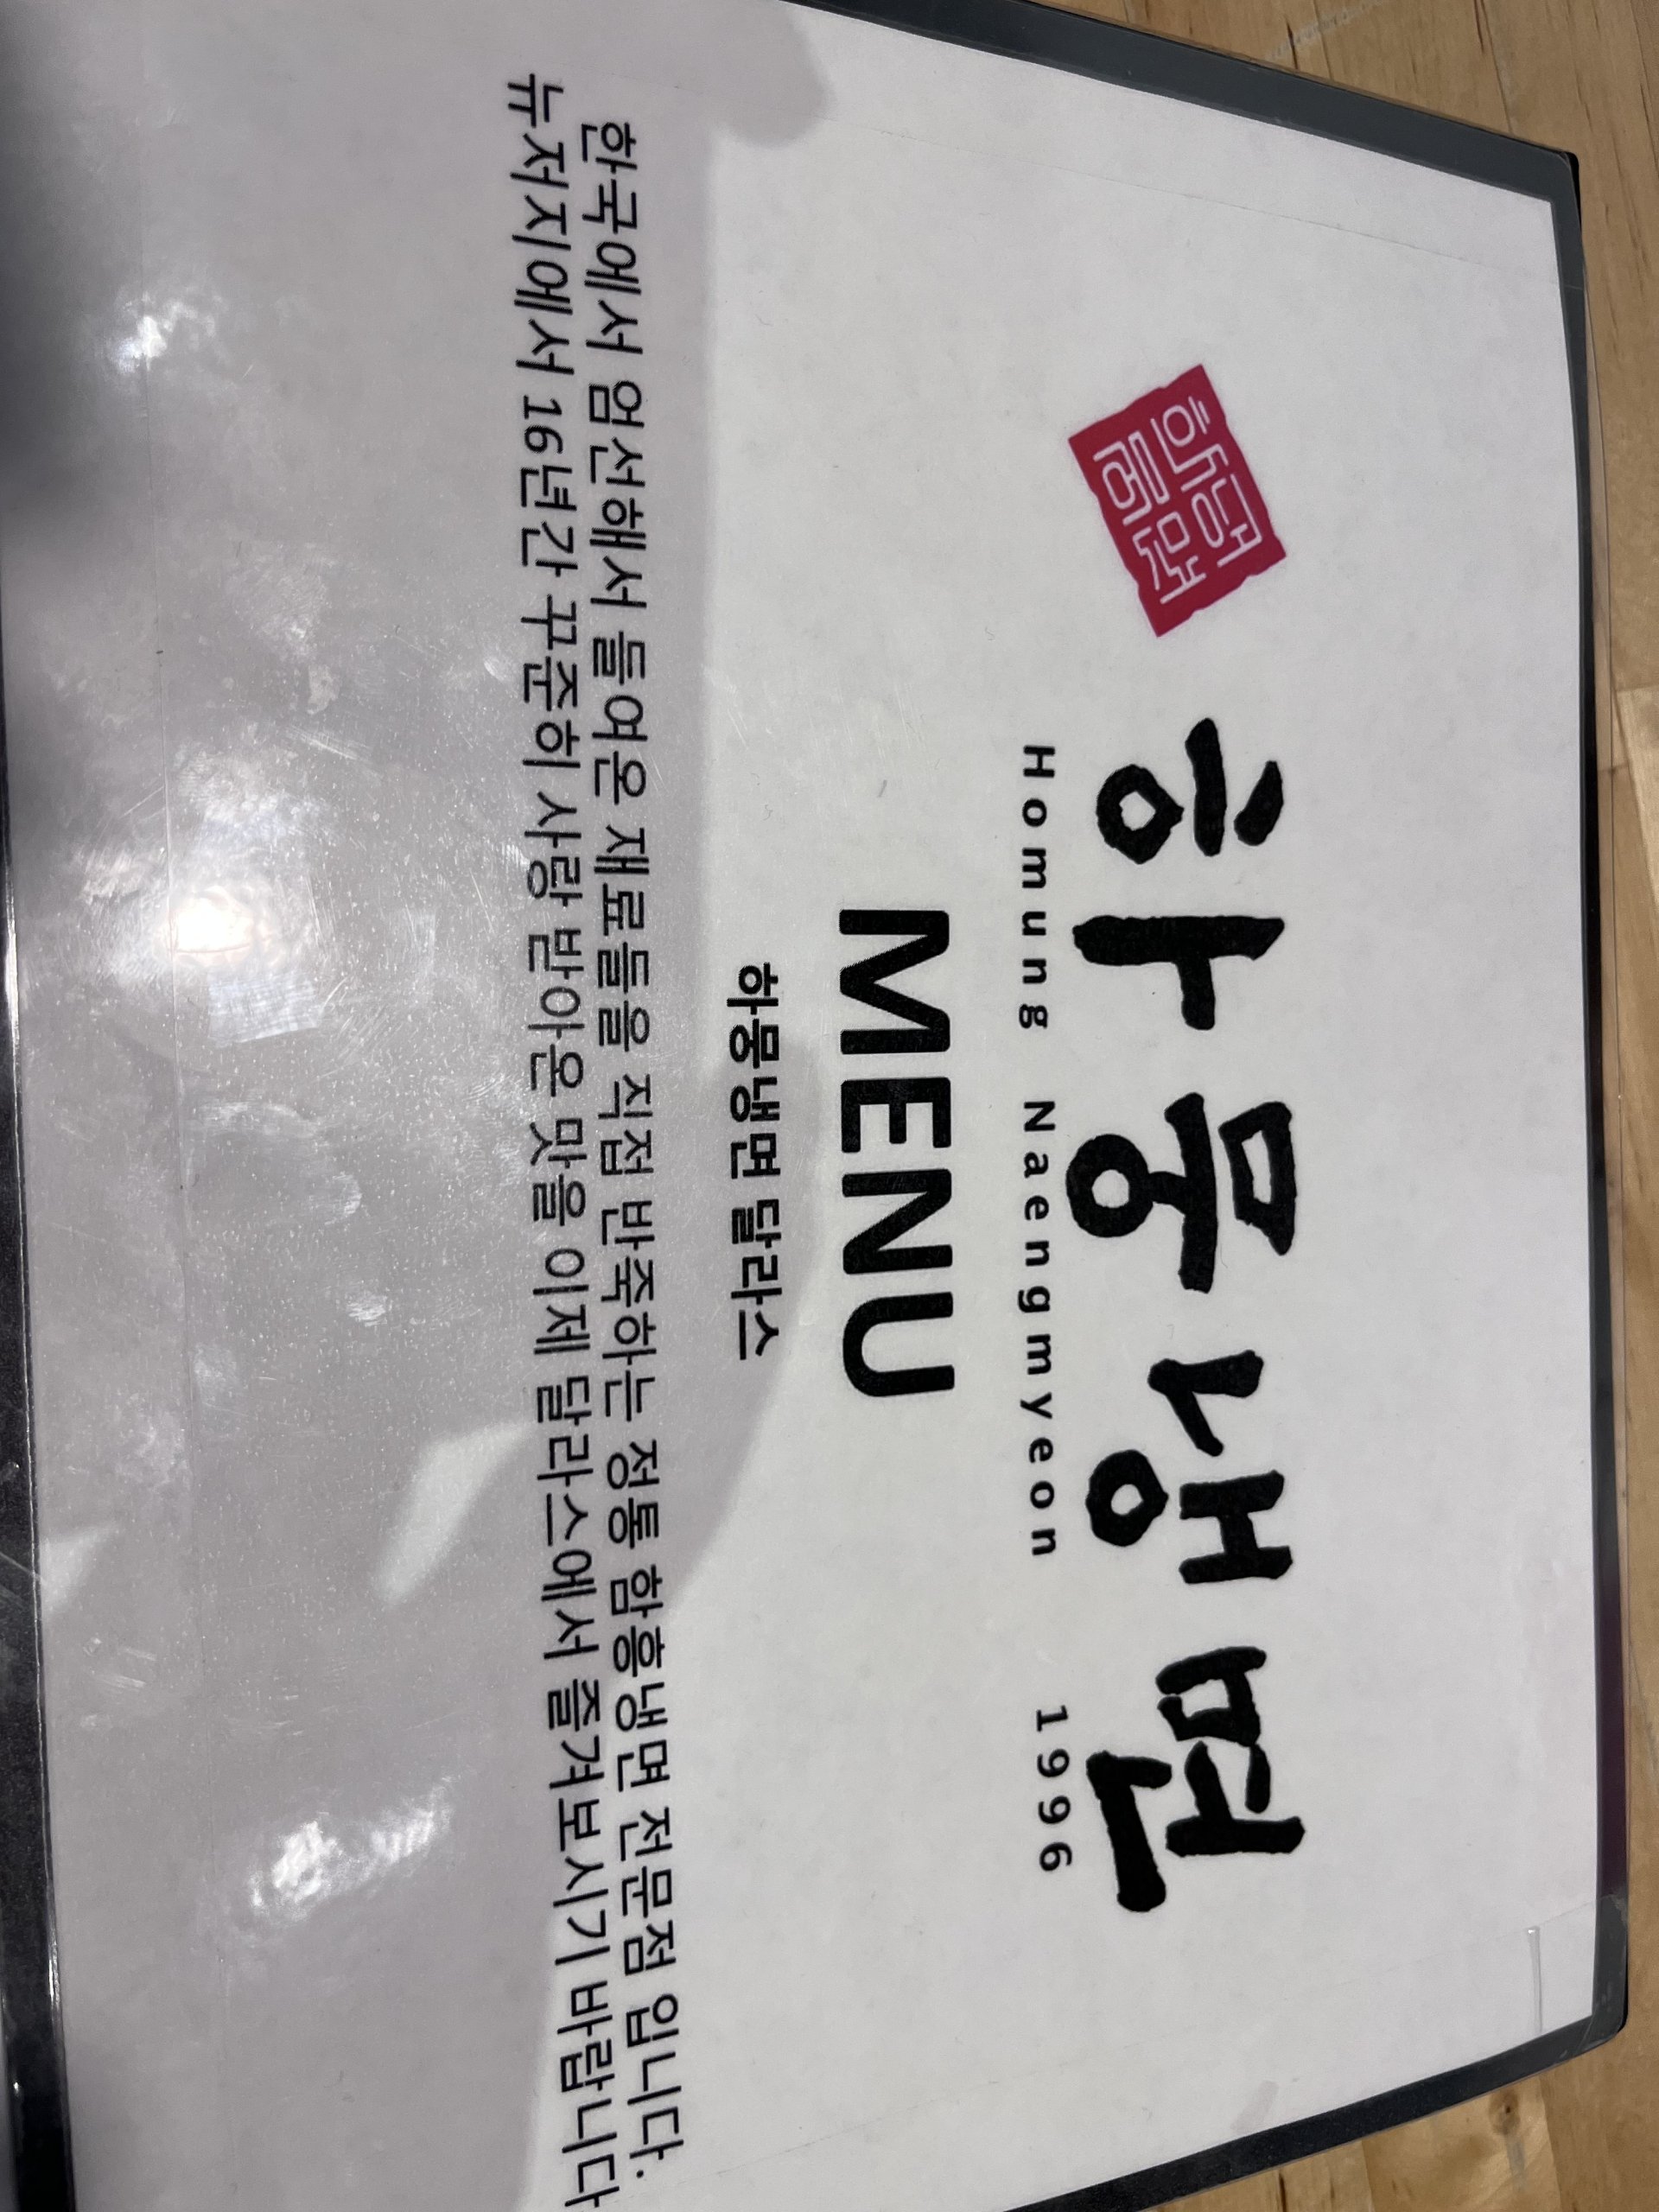 하몽냉면
하몽냉면
Homung Naengmyeon 1996
MENU
하몽냉면 달라스
한국에서 엄선해서 들여온 재료들을 직접 반죽하는 정통 함흥냉면 전문점 입니다.
뉴저지에서 16년간 꾸준히 사랑 받아온 맛을 이제 달라스에서 즐겨보시기 바랍니다